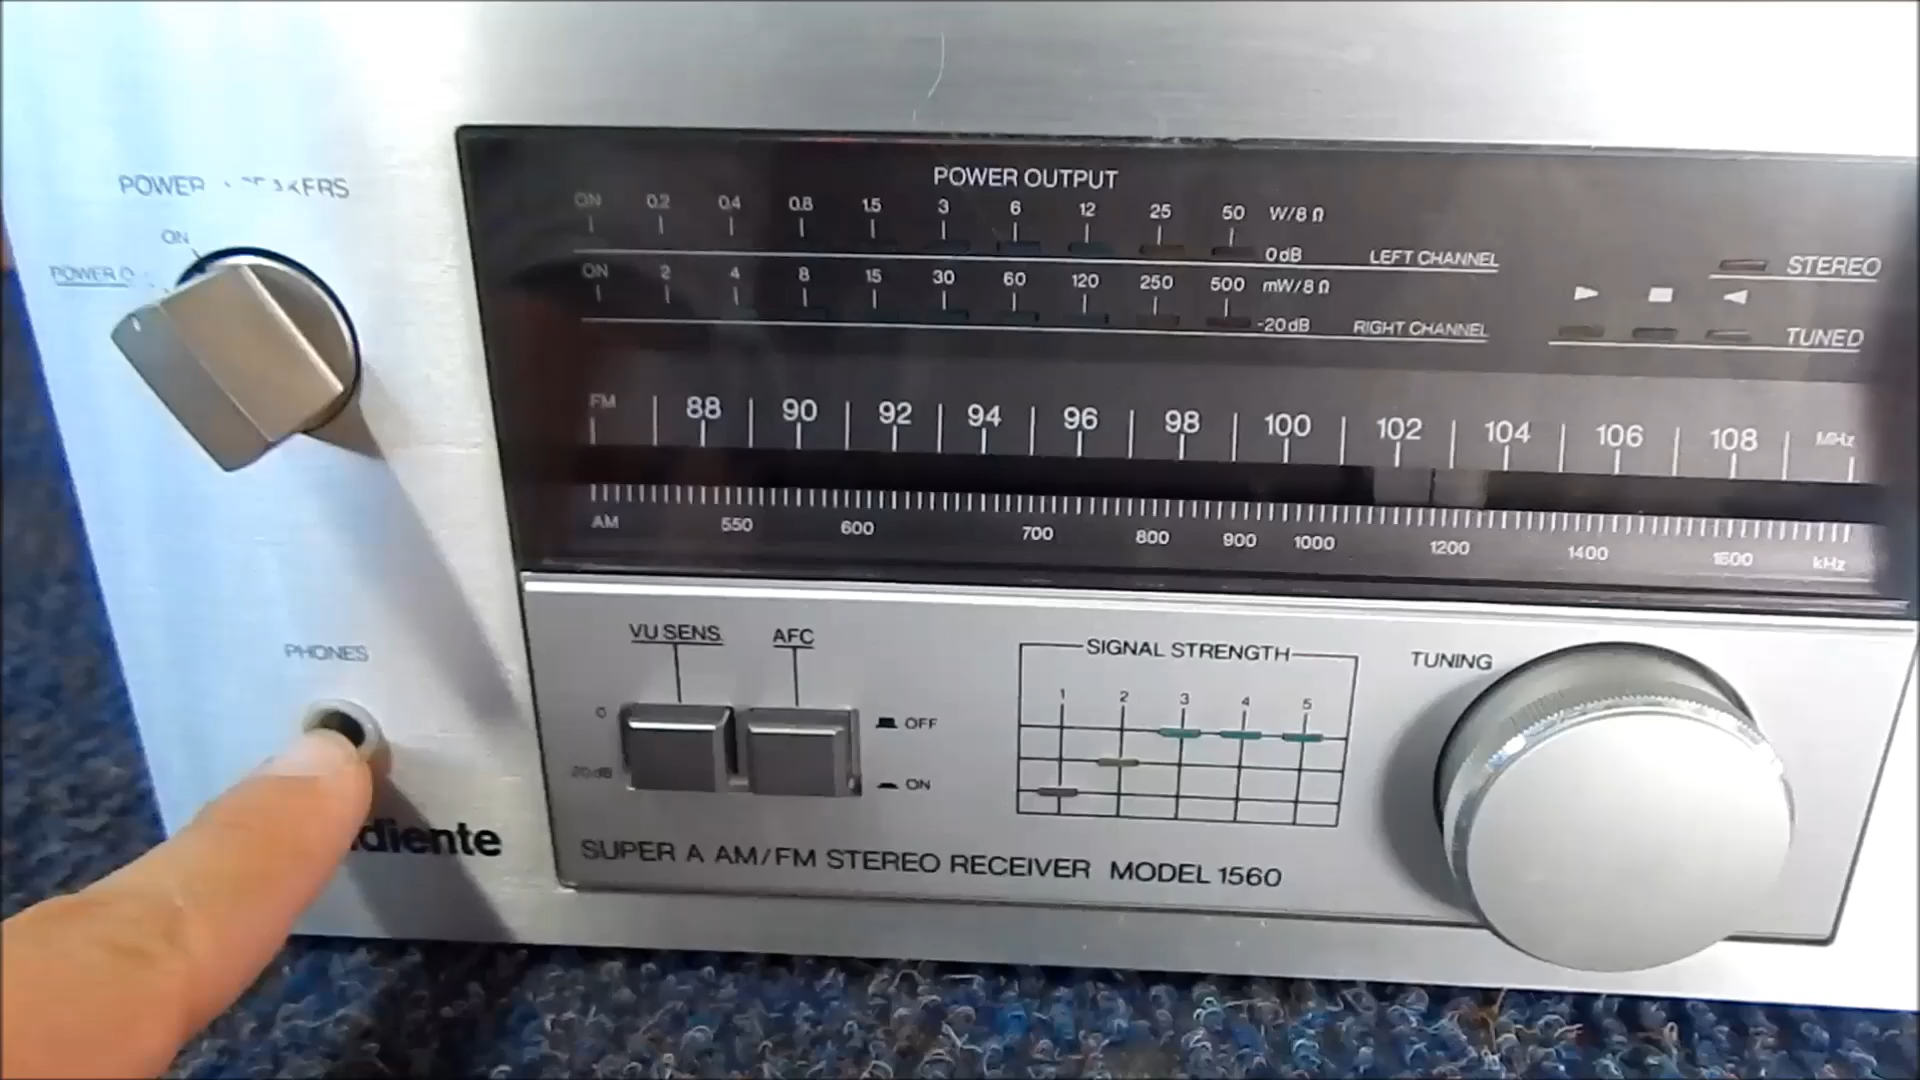 POWER
ON
POWER
PHONES
diente
POWER OUTPUT
ON 0.2 0.4 0.8 1.5 3 6 12 25 50 W/8 Ω
0 dB LEFT CHANNEL
ON 2 4 8 15 30 60 120 250 500 mW/8 Ω
-20 dB RIGHT CHANNEL
STEREO
TUNED
FM 88 90 92 94 96 98 100 102 104 106 108 MHz
AM 550 600 700 800 900 1000 1200 1400 1600 kHz
VU SENS. AFC
0
20dB
OFF
ON
SIGNAL STRENGTH
1 2 3 4 5
TUNING
SUPER A AM/FM STEREO RECEIVER MODEL 1560